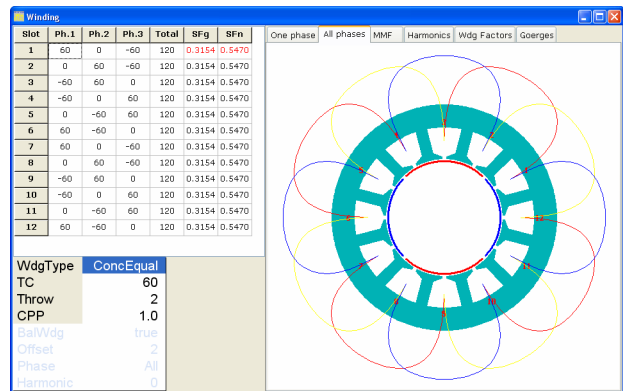 Winding
Slot Ph.1 Ph.2 Ph.3 Total SFg SFn
1 60 0 -60 120 0.3154 0.5470
2 0 60 -60 120 0.3154 0.5470
3 -60 60 0 120 0.3154 0.5470
4 -60 0 60 120 0.3154 0.5470
5 0 -60 60 120 0.3154 0.5470
6 60 -60 0 120 0.3154 0.5470
7 60 0 -60 120 0.3154 0.5470
8 0 60 -60 120 0.3154 0.5470
9 -60 60 0 120 0.3154 0.5470
10 -60 0 60 120 0.3154 0.5470
11 0 -60 60 120 0.3154 0.5470
12 60 -60 0 120 0.3154 0.5470
WdgType ConcEqual
TC 60
Throw 2
CPP 1.0
BalWdg true
Offset 2
Phase All
Harmonic 0
One phase All phases MMF Harmonics Wdg Factors Goerges
12
11
10